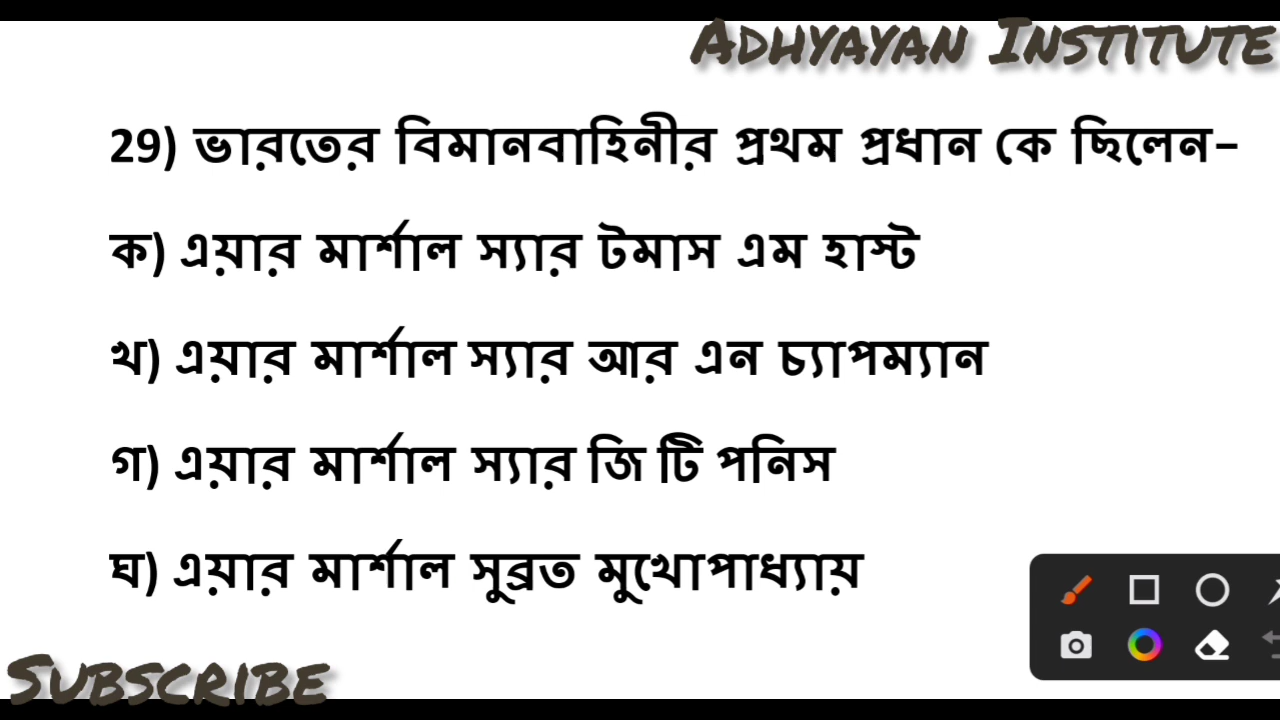 ADHYAYAN INSTITUTE
29) ভারতের বিমানবাহিনীর প্রথম প্রধান কে ছিলেন–
ক) এয়ার মার্শাল স্যার টমাস এম হাস্ট
খ) এয়ার মার্শাল স্যার আর এন চ্যাপম্যান
গ) এয়ার মার্শাল স্যার জি টি পনিস
ঘ) এয়ার মার্শাল সুব্রত মুখোপাধ্যায়
SUBSCRIBE